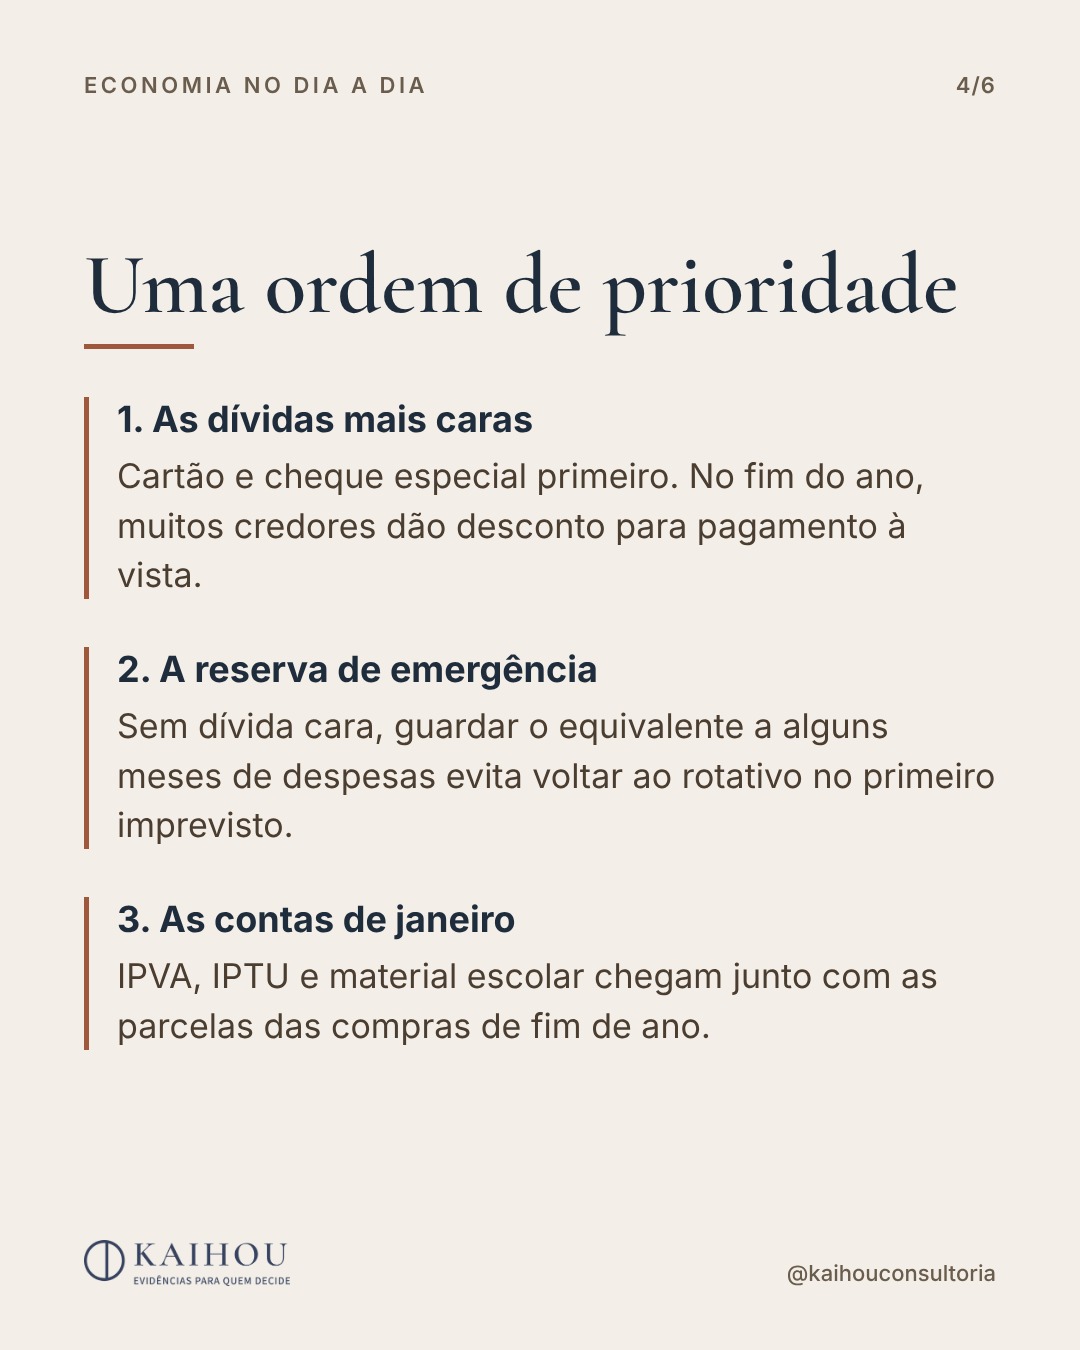 ECONOMIA NO DIA A DIA
4/6
Uma ordem de prioridade
1. As dívidas mais caras
Cartão e cheque especial primeiro. No fim do ano,
muitos credores dão desconto para pagamento à
vista.
2. A reserva de emergência
Sem dívida cara, guardar o equivalente a alguns
meses de despesas evita voltar ao rotativo no primeiro
imprevisto.
3. As contas de janeiro
IPVA, IPTU e material escolar chegam junto com as
parcelas das compras de fim de ano.
KAIHOU
EVIDÊNCIAS PARA QUEM DECIDE
@kaihouconsultoria